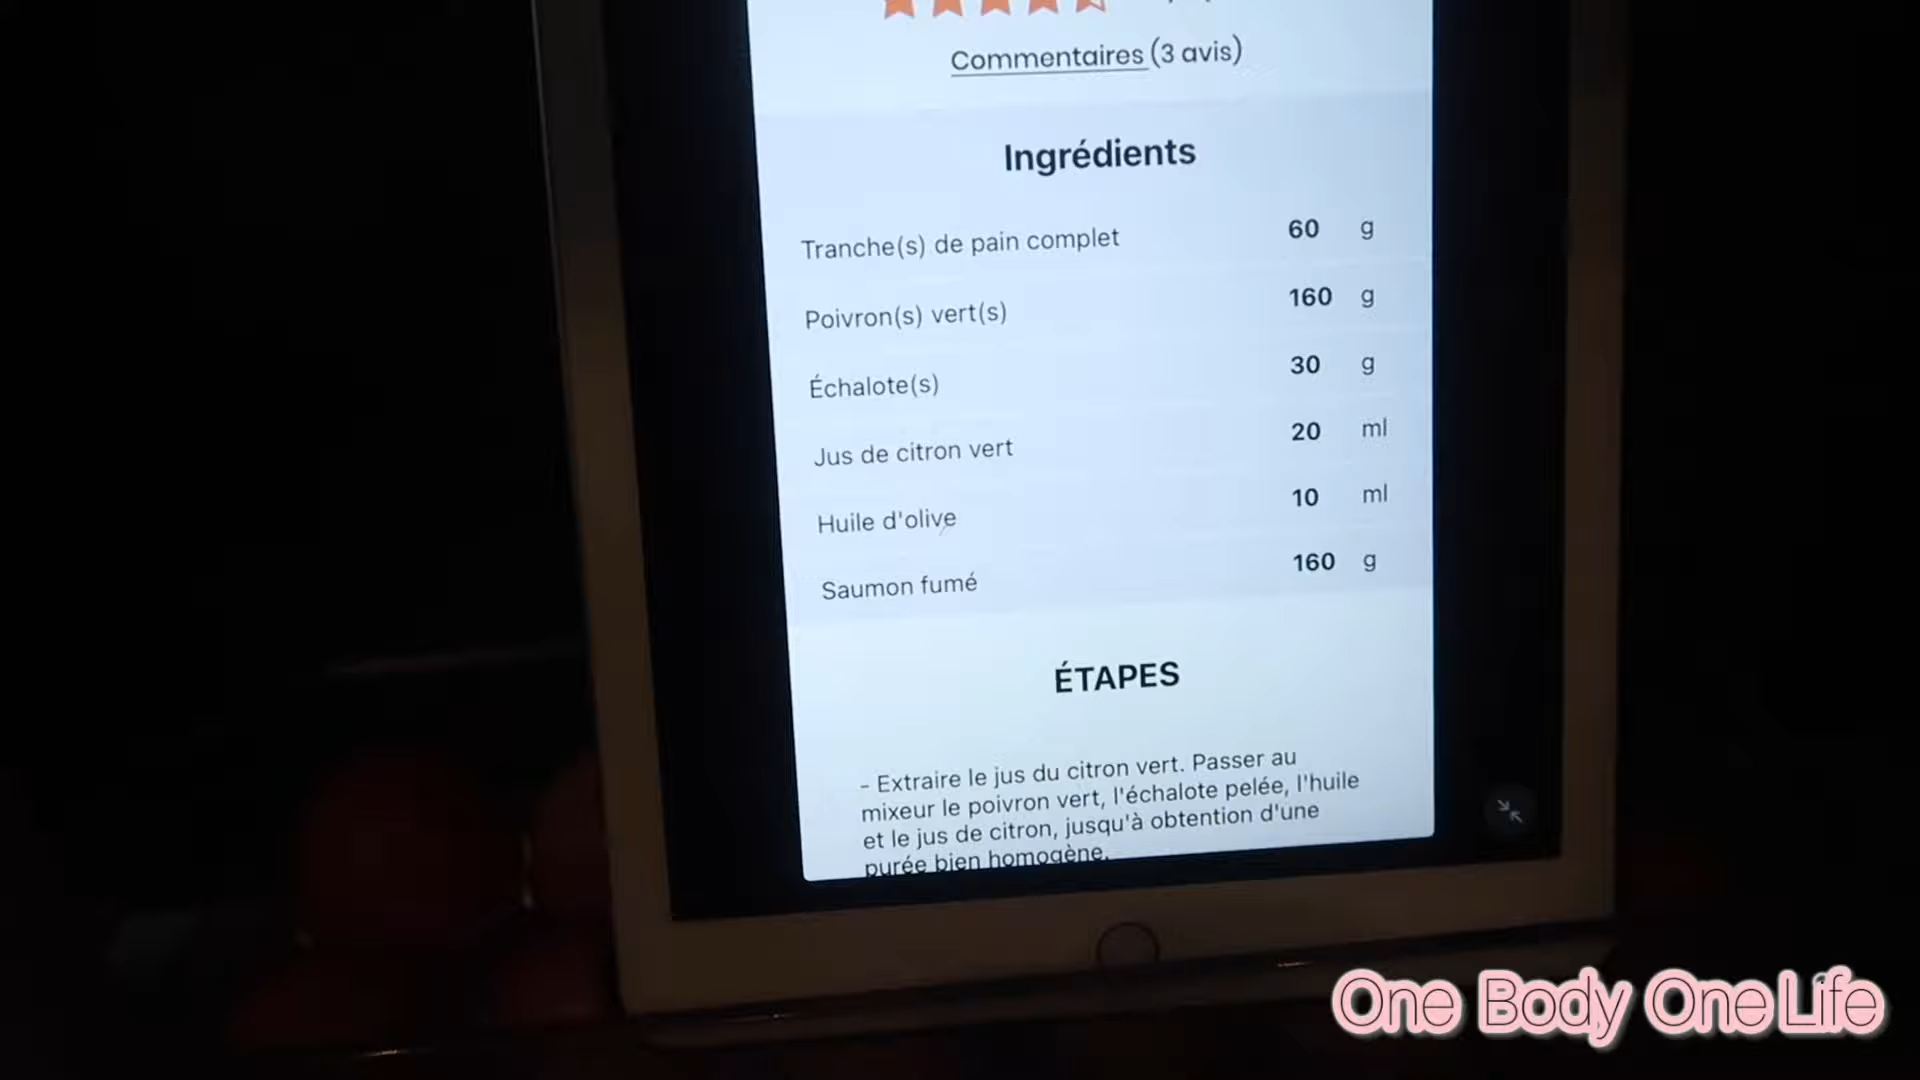 Commentaires (3 avis)
Ingrédients
Tranche(s) de pain complet 60 g
Poivron(s) vert(s) 160 g
Échalote(s) 30 g
Jus de citron vert 20 ml
Huile d'olive 10 ml
Saumon fumé 160 g
ÉTAPES
- Extraire le jus du citron vert. Passer au
mixeur le poivron vert, l'échalote pelée, l'huile
et le jus de citron, jusqu'à obtention d'une
purée bien homogène.
One Body One Life